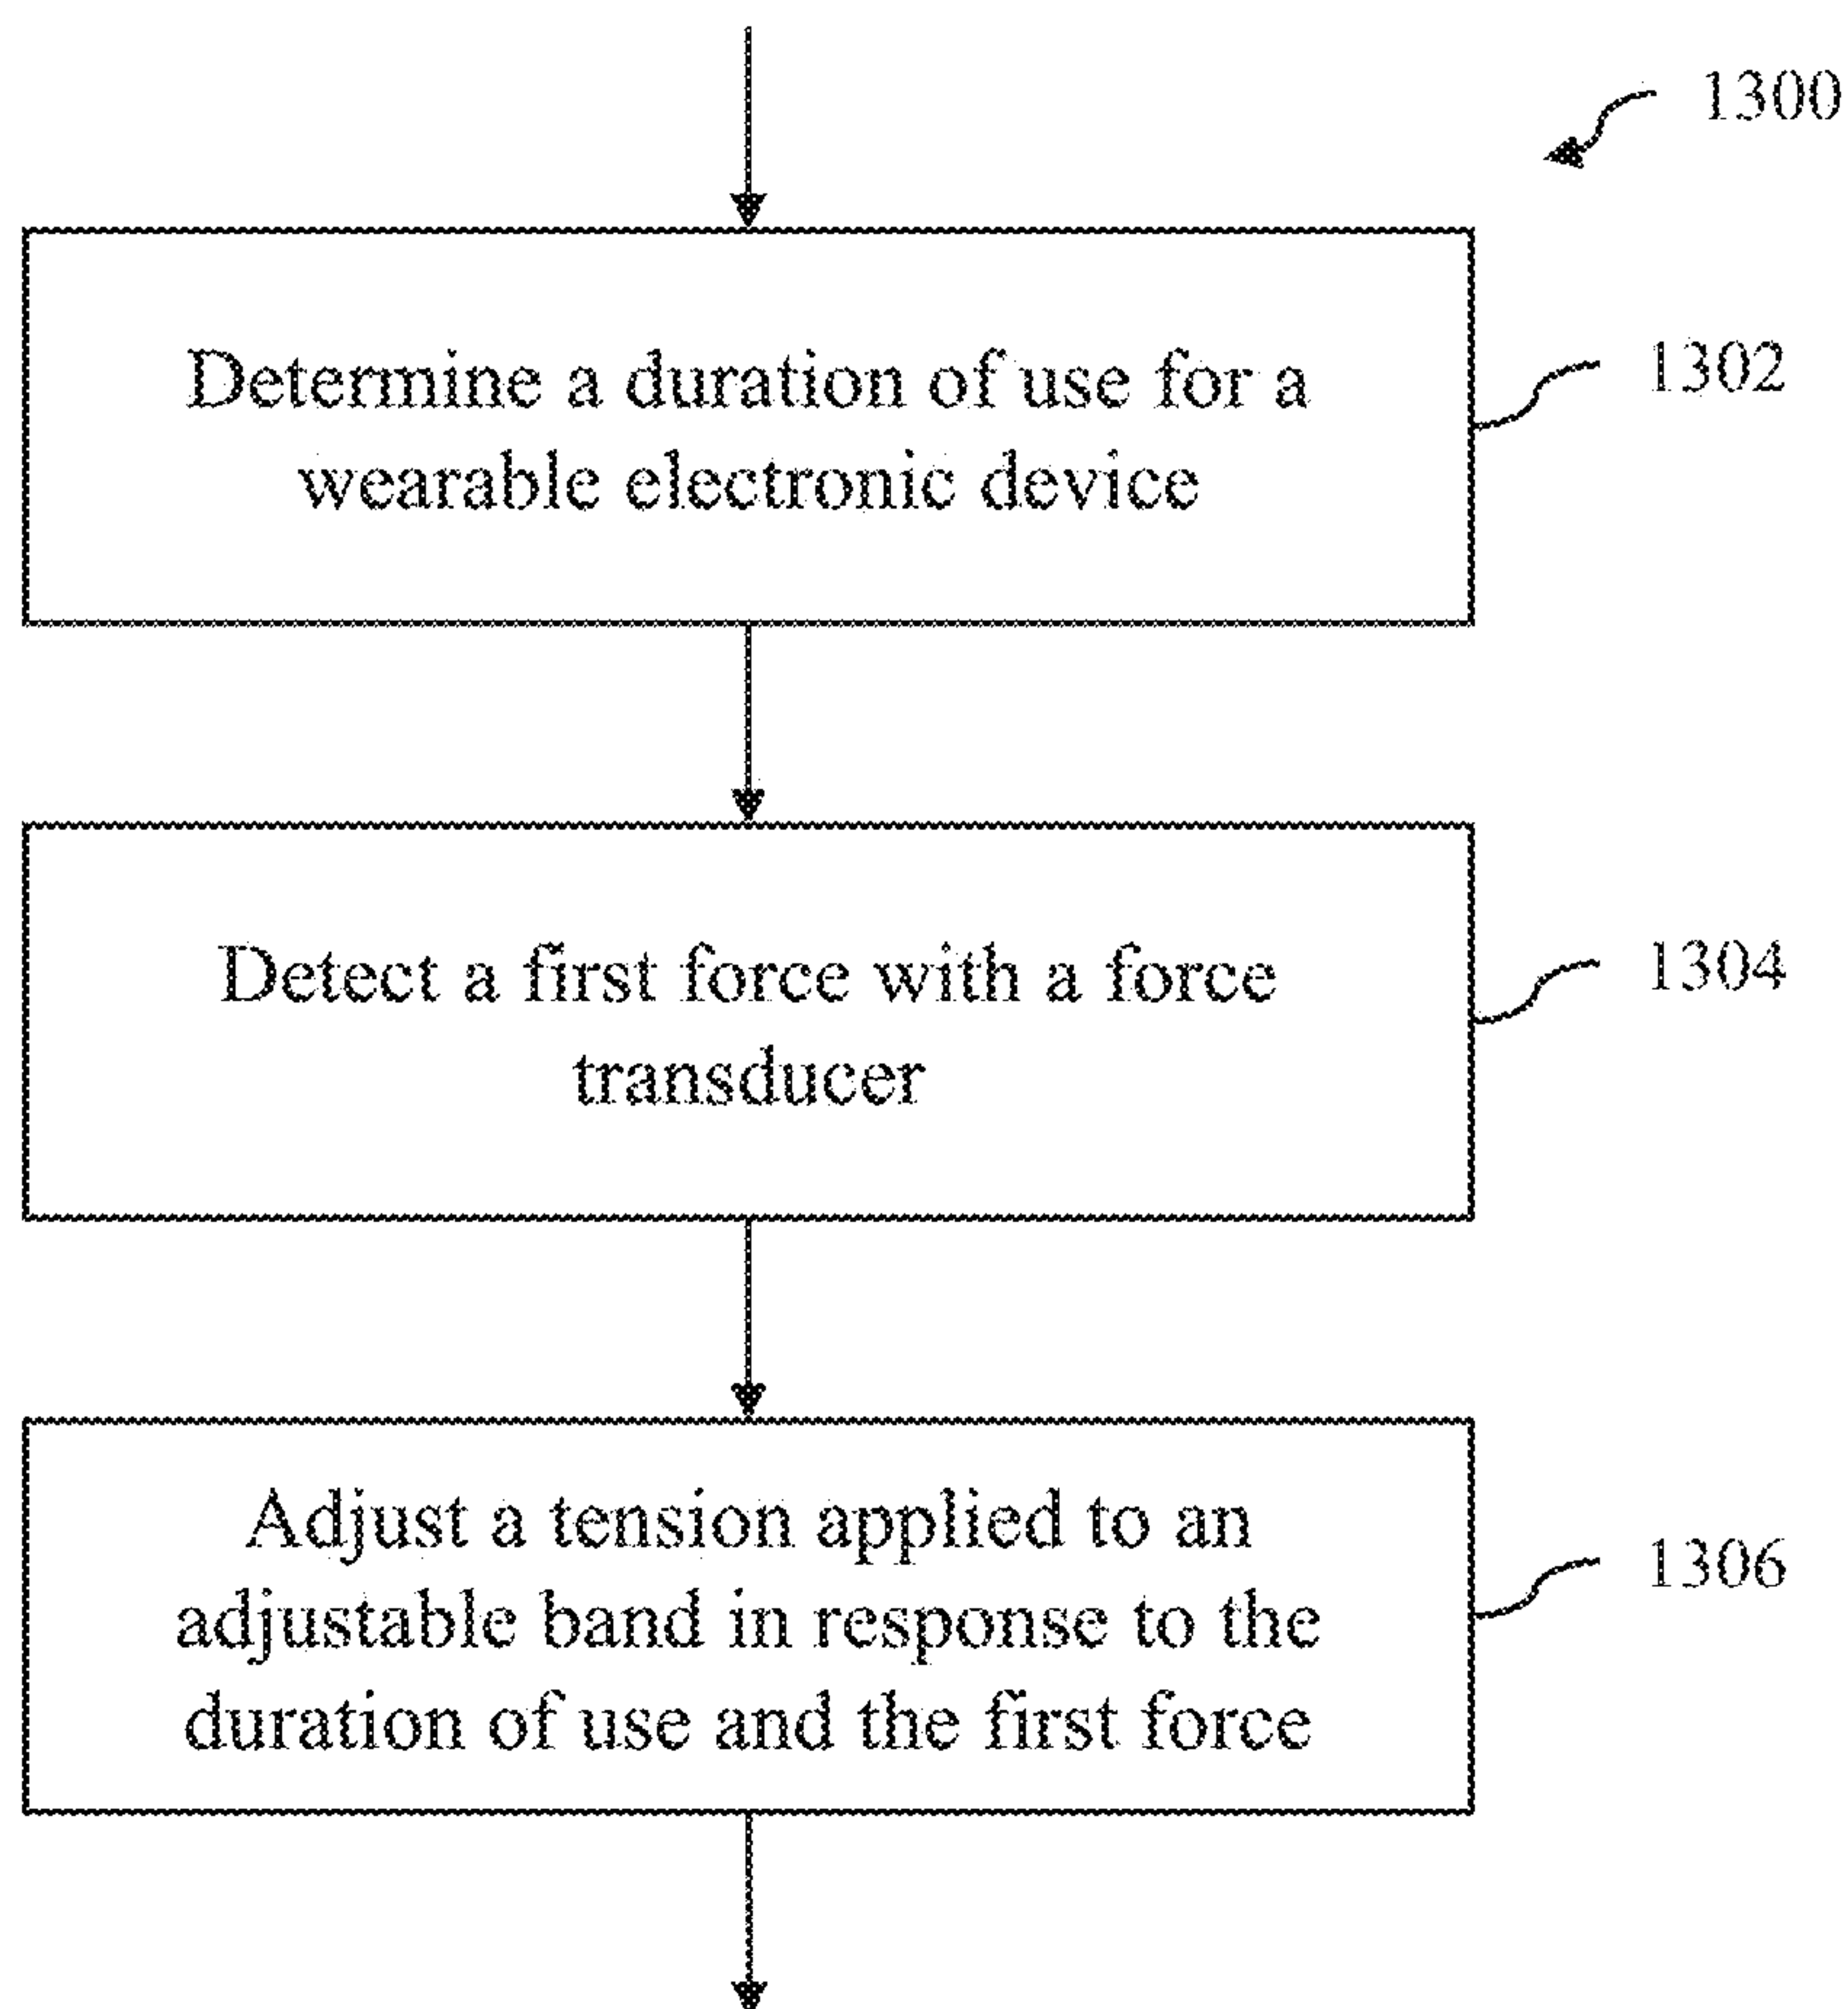 1300
Determine a duration of use for a
wearable electronic device
1302
Detect a first force with a force
transducer
1304
Adjust a tension applied to an
adjustable band in response to the
duration of use and the first force
1306